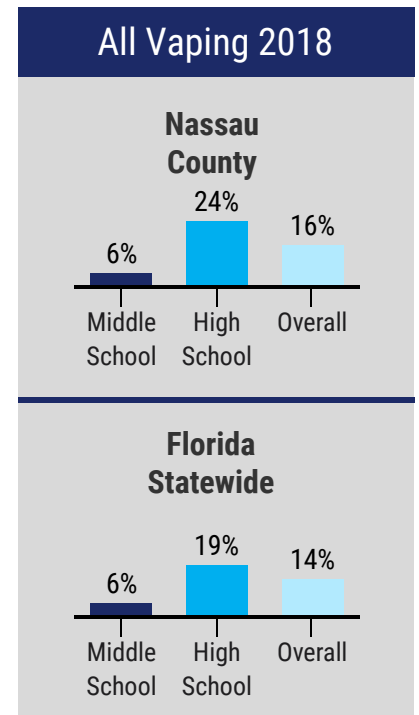 All Vaping 2018
Nassau
County
24%
16%
6%
Middle
School
High
School
Overall
Florida
Statewide
19%
14%
6%
Middle
School
High
School
Overall